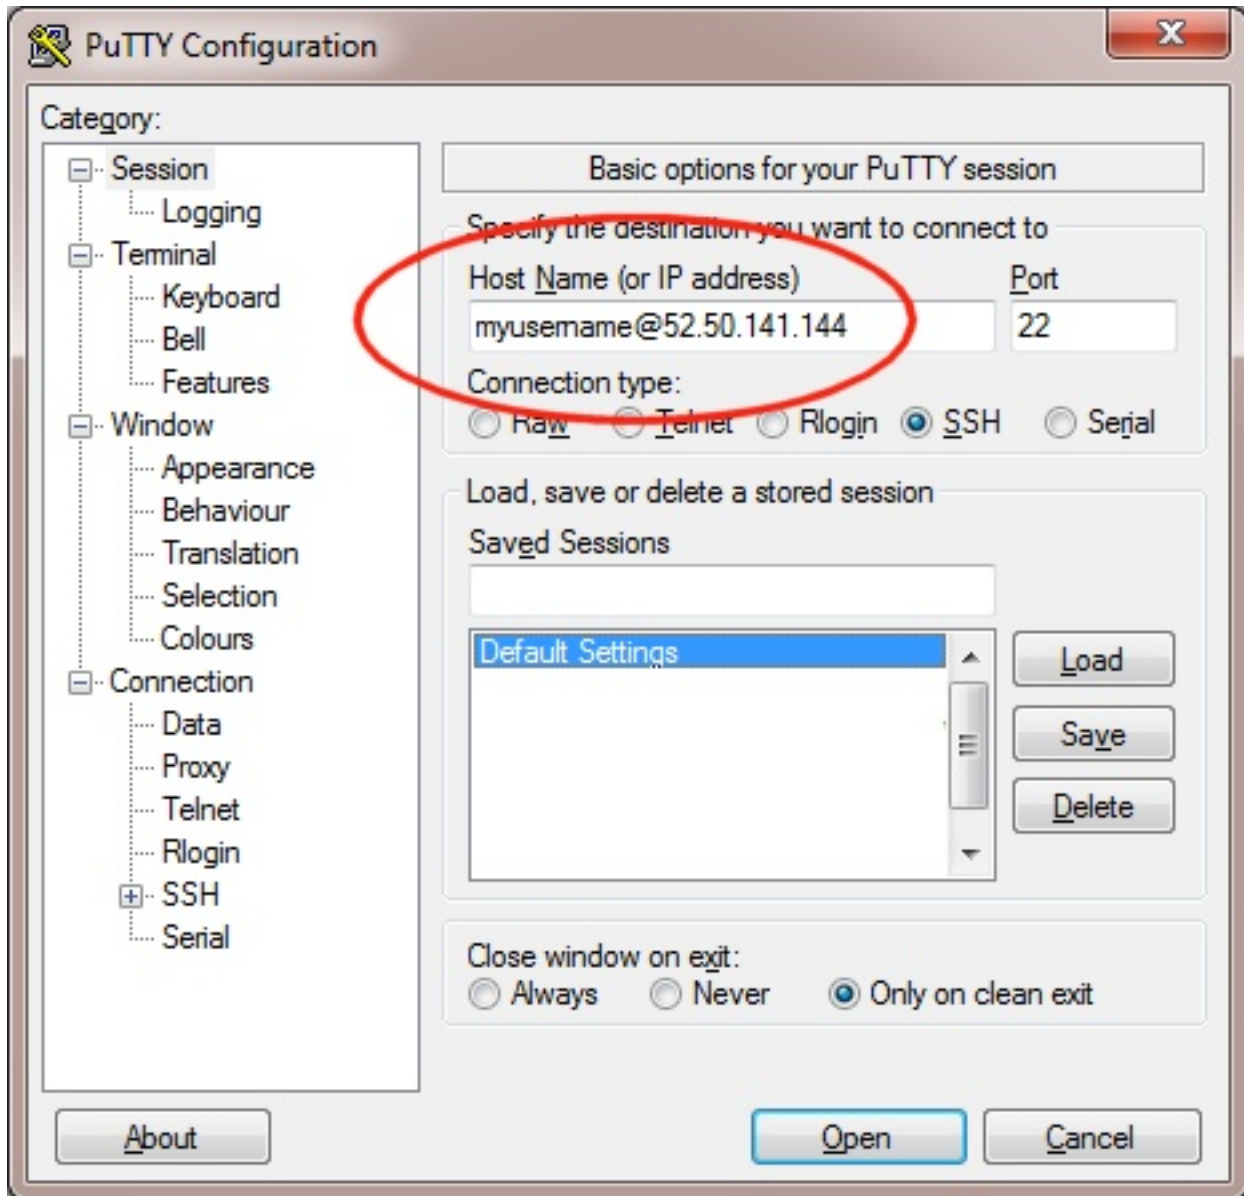 PuTTY Configuration
Category:
Session
Logging
Terminal
Keyboard
Bell
Features
Window
Appearance
Behaviour
Translation
Selection
Colours
Connection
Data
Proxy
Telnet
Rlogin
SSH
Serial
Basic options for your PuTTY session
Specify the destination you want to connect to
Host Name (or IP address) Port
myusername@52.50.141.144 22
Connection type:
Raw Telnet Rlogin SSH Serial
Load, save or delete a stored session
Saved Sessions
Default Settings
Load
Save
Delete
Close window on exit:
Always Never Only on clean exit
About Open Cancel